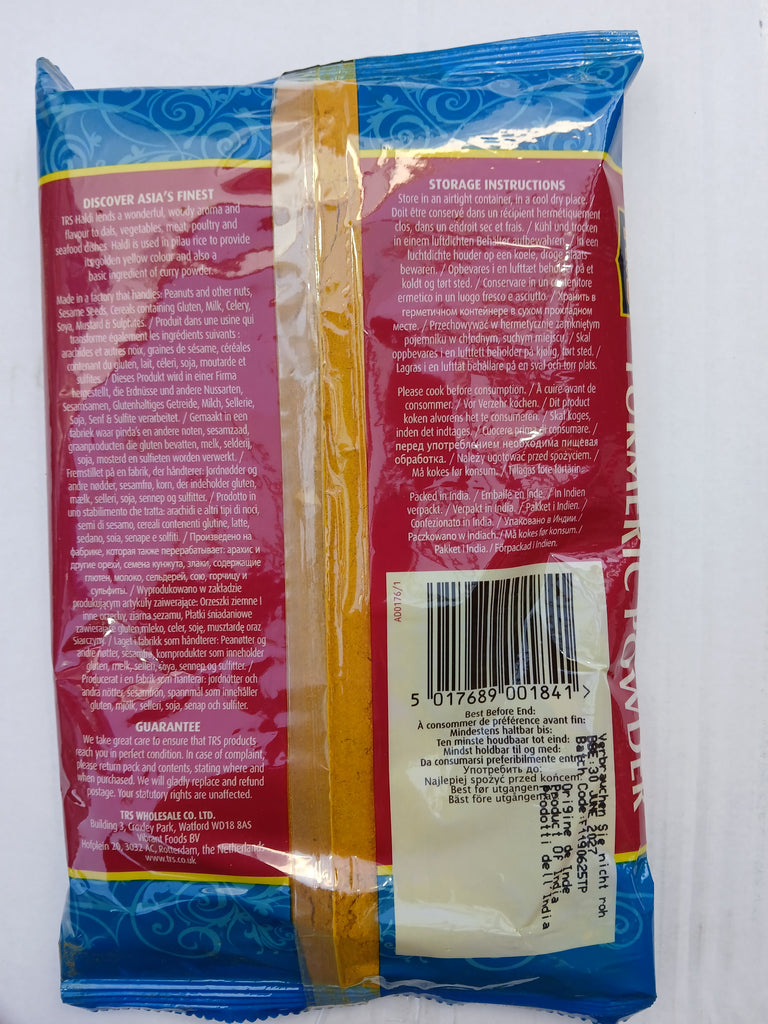 DISCOVER ASIA'S FINEST
TRS Haldi lends a wonderful, woody aroma and
flavour to dals, vegetables, meat, poultry and
seafood dishes. Haldi is used in pilau rice to provide
its golden yellow colour and also a
basic ingredient of curry powder.
Made in a factory that handles: Peanuts and other nuts,
Sesame Seeds, Cereals containing Gluten, Milk, Celery,
Soya, Mustard & Sulphites. / Produit dans une usine qui
transforme également les ingrédients suivants :
arachides et autres noix, graines de sésame, céréales
contenant du gluten, lait, céleri, soja, moutarde et
sulfites. / Dieses Produkt wird in einer Firma
hergestellt, die Erdnüsse und andere Nussarten,
Sesamsamen, Glutenhaltiges Getreide, Milch, Sellerie,
Soja, Senf & Sulfite verarbeitet. / Gemaakt in een
fabriek waar pinda's en andere noten, sesamzaad,
graanproducten die gluten bevatten, melk, selderij,
soja, mosterd en sulfieten worden verwerkt. /
Fremstillet på en fabrik, der håndterer: Jordnødder og
andre nødder, sesamfrø, korn, der indeholder gluten,
mælk, selleri, soja, sennep og sulfitter. / Prodotto in
uno stabilimento che tratta: arachidi e altri tipi di noci,
semi di sesamo, cereali contenenti glutine, latte,
sedano, soia, senape e solfiti. / Произведено на
фабрике, которая также перерабатывает: арахис и
другие орехи, семена кунжута, злаки, содержащие
глютен, молоко, сельдерей, сою, горчицу и
сульфиты. / Wyprodukowano w zakładzie
produkującym artykuły zaiwerające: Orzeszki ziemne i
inne orzechy, ziarna sezamu, Płatki śniadaniowe
zawierające gluten, mleko, celer, soję, musztardę oraz
Siarczyny. / Laget i fabrikk som håndterer: Peanøtter og
andre nøtter, sesamfrø, komprodukter som inneholder
gluten, melk, selleri, soya, sennep og sulfitter. /
Producerat i en fabrik som hanterar: jordnötter och
andra nötter, sesamfrön, spannmål som innehåller
gluten, mjölk, selleri, soja, senap och sulfiter.
GUARANTEE
We take great care to ensure that TRS products
reach you in perfect condition. In case of complaint,
please return pack and contents, stating where and
when purchased. We will gladly replace and refund
postage. Your statutory rights are unaffected.
TRS WHOLESALE CO. LTD.
Building 3, Croxley Park, Watford WD18 8AS
Vibrant Foods BV
Hofplein 20, 3032 AC, Rotterdam, the Netherlands
www.trs.co.uk
STORAGE INSTRUCTIONS
Store in an airtight container, in a cool dry place.
Doit être conservé dans un récipient hermétiquement
clos, dans un endroit sec et frais. / Kühl und trocken
in einem luftdichten Behälter aufbewahren. / In een
luchtdichte houder op een koele, droge plaats
bewaren. / Opbevares i en lufttæt beholder på et
koldt og tørt sted. / Conservare in un contenitore
ermetico in un luogo fresco e asciutto. / Хранить в
герметичном контейнере в сухом прохладном
месте. / Przechowywać w hermetycznie zamkniętym
pojemniku w chłodnym, suchym miejscu. / Skal
oppbevares i en lufttett beholder på kjølig, tørt sted. /
Lagras i en lufttät behållare på en sval och torr plats.
Please cook before consumption. / À cuire avant de
consommer. / Vor Verzehr kochen. / Dit product
koken alvorens het te consumeren. / Skal koges,
inden det indtages. / Cuocere prima di consumare. /
перед употреблением необходима пищевая
обработка. / Należy ugotować przed spożyciem. /
Må kokes før konsum. / Tillagas före förtäring.
Packed in India. / Emballé en Inde. / In Indien
verpackt. / Verpakt in India. / Pakket i Indien. /
Confezionato in India. / Упаковано в Индии. /
Paczkowano w Indiach. / Må kokes før konsum. /
Pakket i India. / Förpackad i Indien.
TURMERIC POWDER
AD0176/1
5 017689 001841 >
Best Before End:
À consommer de préférence avant fin:
Mindestens haltbar bis:
Ten minste houdbaar tot eind:
Mindst holdbar til og med:
Da consumarsi preferibilmente entro
Употребить до:
Najlepiej spożyć przed końcem:
Best før utgangen av
Bäst före utgången av
Verbrauchen Sie nicht roh
BBE:30 JUNE 2027
Batch Code:T1190625TP
Origine de Inde
Product OF India
Prodotti dell'India